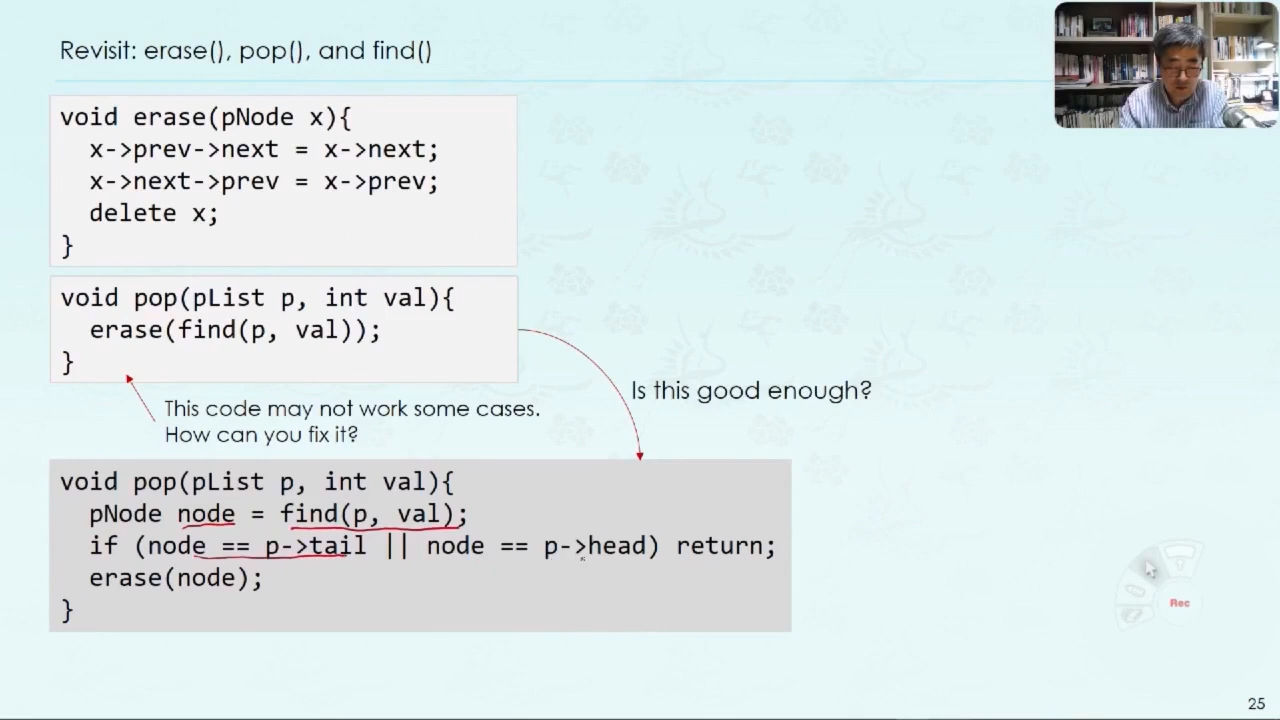 Revisit: erase(), pop(), and find()
void erase(pNode x){
x->prev->next = x->next;
x->next->prev = x->prev;
delete x;
}
void pop(pList p, int val){
erase(find(p, val));
}
Is this good enough?
This code may not work some cases.
How can you fix it?
void pop(pList p, int val){
pNode node = find(p, val);
if (node == p->tail || node == p->head) return;
erase(node);
}
Rec
25